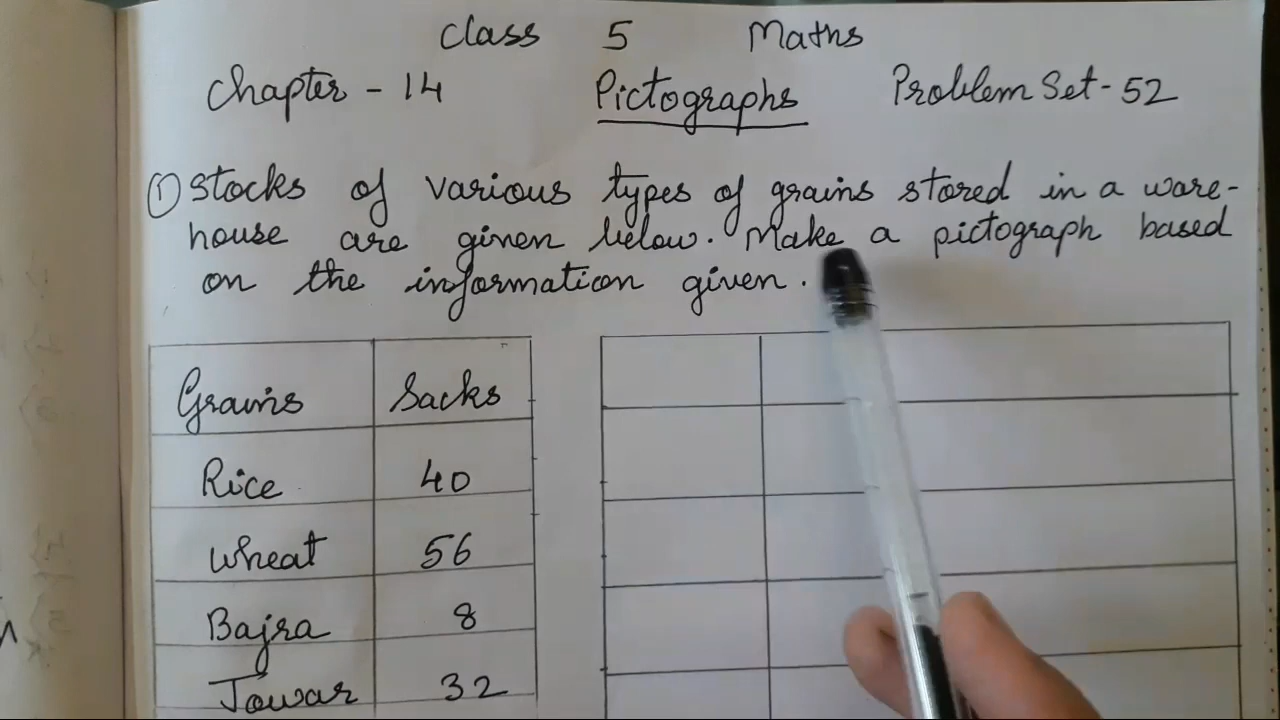 Class 5 Maths
Chapter - 14 Pictographs Problem Set - 52
① Stocks of various types of grains stored in a ware-
house are given below. Make a pictograph based
on the information given.
Grains Sacks
Rice 40
Wheat 56
Bajra 8
Jowar 32